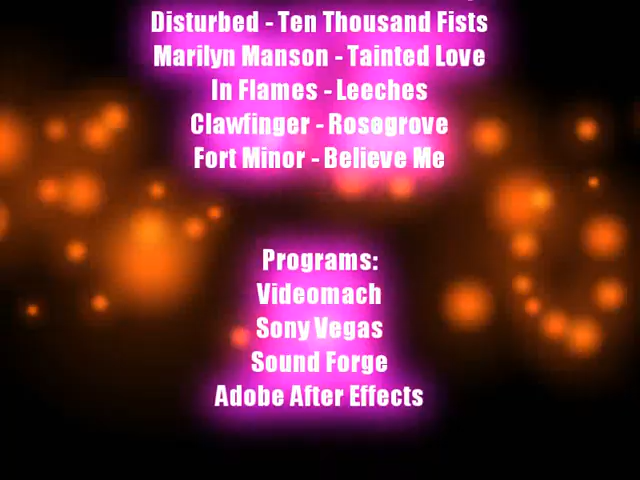 Disturbed - Ten Thousand Fists
Marilyn Manson - Tainted Love
In Flames - Leeches
Clawfinger - Rosegrove
Fort Minor - Believe Me
Programs:
Videomach
Sony Vegas
Sound Forge
Adobe After Effects